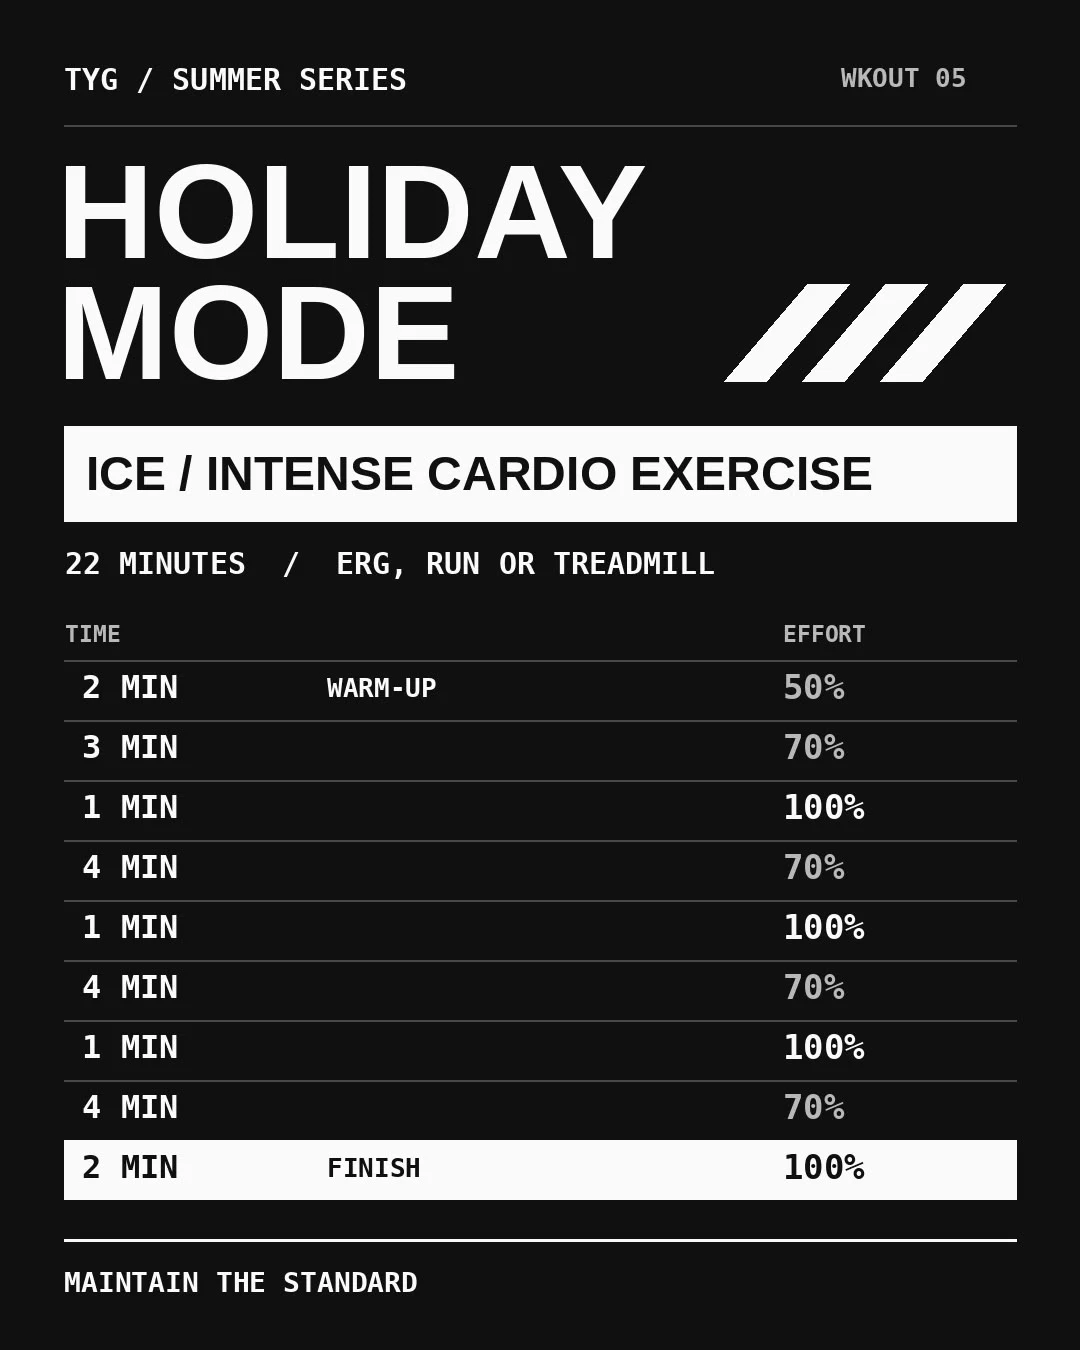 TYG / SUMMER SERIES WKOUT 05
HOLIDAY
MODE
ICE / INTENSE CARDIO EXERCISE
22 MINUTES / ERG, RUN OR TREADMILL
TIME EFFORT
2 MIN WARM-UP 50%
3 MIN 70%
1 MIN 100%
4 MIN 70%
1 MIN 100%
4 MIN 70%
1 MIN 100%
4 MIN 70%
2 MIN FINISH 100%
MAINTAIN THE STANDARD